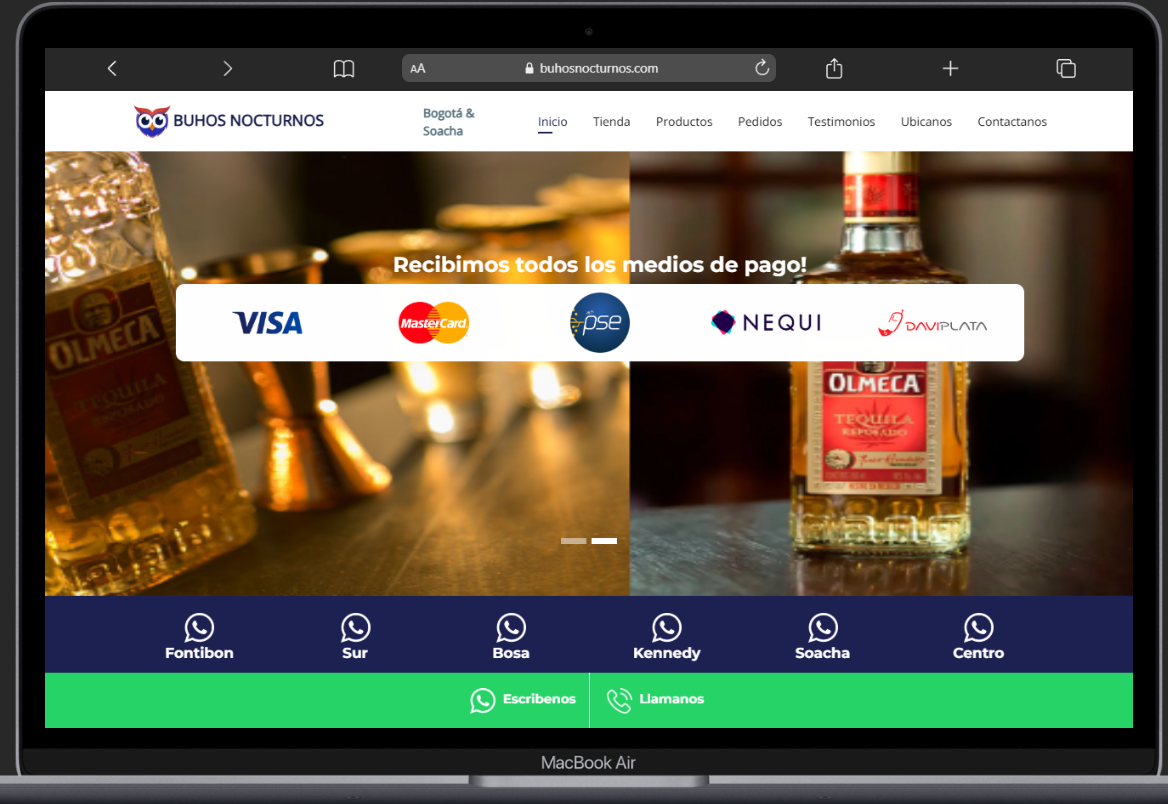 AA
buhosnocturnos.com
BUHOS NOCTURNOS
Bogotá &
Soacha
Inicio
Tienda
Productos
Pedidos
Testimonios
Ubicanos
Contactanos
Recibimos todos los medios de pago!
VISA
MasterCard
pse
NEQUI
DAVIPLATA
OLMECA
TEQUILA
OLMECA
TEQUILA
REPOSADO
Fontibon
Sur
Bosa
Kennedy
Soacha
Centro
Escribenos
Llamanos
MacBook Air